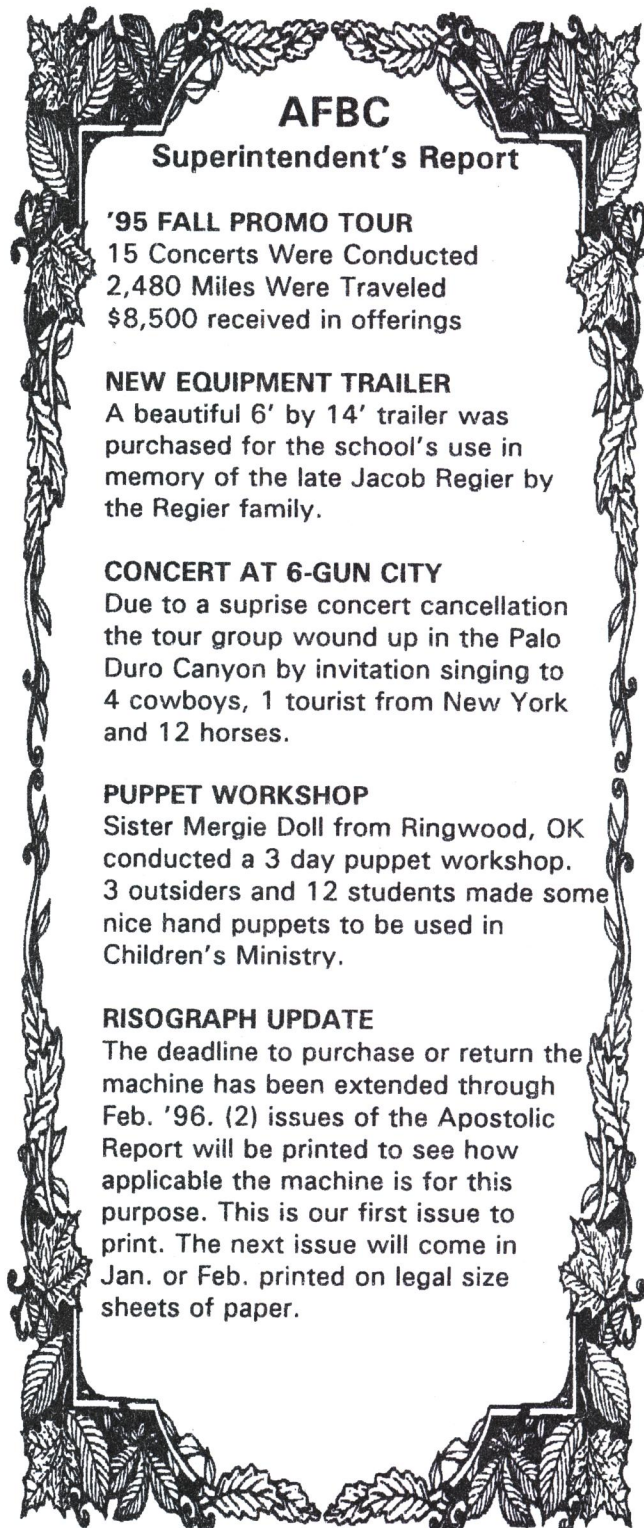 AFBC
Superintendent's Report
'95 FALL PROMO TOUR
15 Concerts Were Conducted
2,480 Miles Were Traveled
$8,500 received in offerings
NEW EQUIPMENT TRAILER
A beautiful 6' by 14' trailer was
purchased for the school's use in
memory of the late Jacob Regier by
the Regier family.
CONCERT AT 6-GUN CITY
Due to a suprise concert cancellation
the tour group wound up in the Palo
Duro Canyon by invitation singing to
4 cowboys, 1 tourist from New York
and 12 horses.
PUPPET WORKSHOP
Sister Mergie Doll from Ringwood, OK
conducted a 3 day puppet workshop.
3 outsiders and 12 students made some
nice hand puppets to be used in
Children's Ministry.
RISOGRAPH UPDATE
The deadline to purchase or return the
machine has been extended through
Feb. '96. (2) issues of the Apostolic
Report will be printed to see how
applicable the machine is for this
purpose. This is our first issue to
print. The next issue will come in
Jan. or Feb. printed on legal size
sheets of paper.